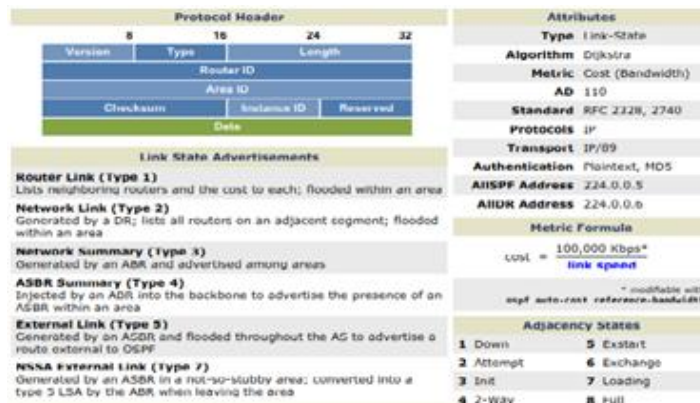 Protocol Header
8 16 24 32
Version Type Length
Router ID
Area ID
Checksum Instance ID Reserved
Data
Link State Advertisements
Router Link (Type 1)
Lists neighboring routers and the cost to each; flooded within an area
Network Link (Type 2)
Generated by a DR; lists all routers on an adjacent segment; flooded
within an area
Network Summary (Type 3)
Generated by an ABR and advertised among areas
ASBR Summary (Type 4)
Injected by an ABR into the backbone to advertise the presence of an
ASBR within an area
External Link (Type 5)
Generated by an ASBR and flooded throughout the AS to advertise a
route external to OSPF
NSSA External Link (Type 7)
Generated by an ASBR in a not-so-stubby area; converted into a
type 5 LSA by the ABR when leaving the area
Attributes
Type Link-State
Algorithm Dijkstra
Metric Cost (Bandwidth)
AD 110
Standard RFC 2328, 2740
Protocols IP
Transport IP/89
Authentication Plaintext, MD5
AllSPF Address 224.0.0.5
AllDR Address 224.0.0.6
Metric Formula
cost = 100,000 Kbps*
link speed
* modifiable wit
ospf auto-cost reference-bandwidth
Adjacency States
1 Down 5 Exstart
2 Attempt 6 Exchange
3 Init 7 Loading
4 2-Way 8 Full